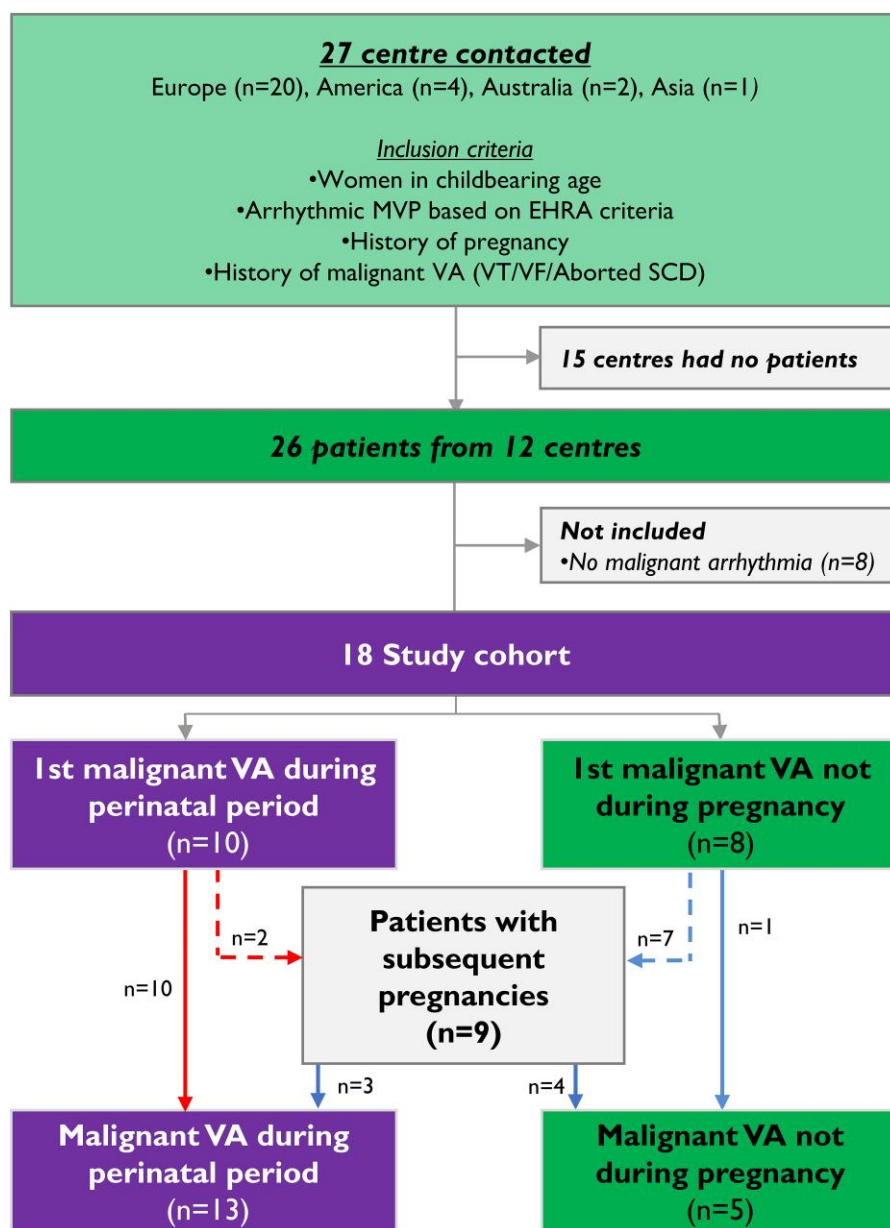 27 centre contacted
Europe (n=20), America (n=4), Australia (n=2), Asia (n=1)
Inclusion criteria
•Women in childbearing age
•Arrhythmic MVP based on EHRA criteria
•History of pregnancy
•History of malignant VA (VT/VF/Aborted SCD)
15 centres had no patients
26 patients from 12 centres
Not included
•No malignant arrhythmia (n=8)
18 Study cohort
1st malignant VA during
perinatal period
(n=10)
1st malignant VA not
during pregnancy
(n=8)
n=2
n=10
Patients with
subsequent
pregnancies
(n=9)
n=7
n=1
n=3
n=4
Malignant VA during
perinatal period
(n=13)
Malignant VA not
during pregnancy
(n=5)